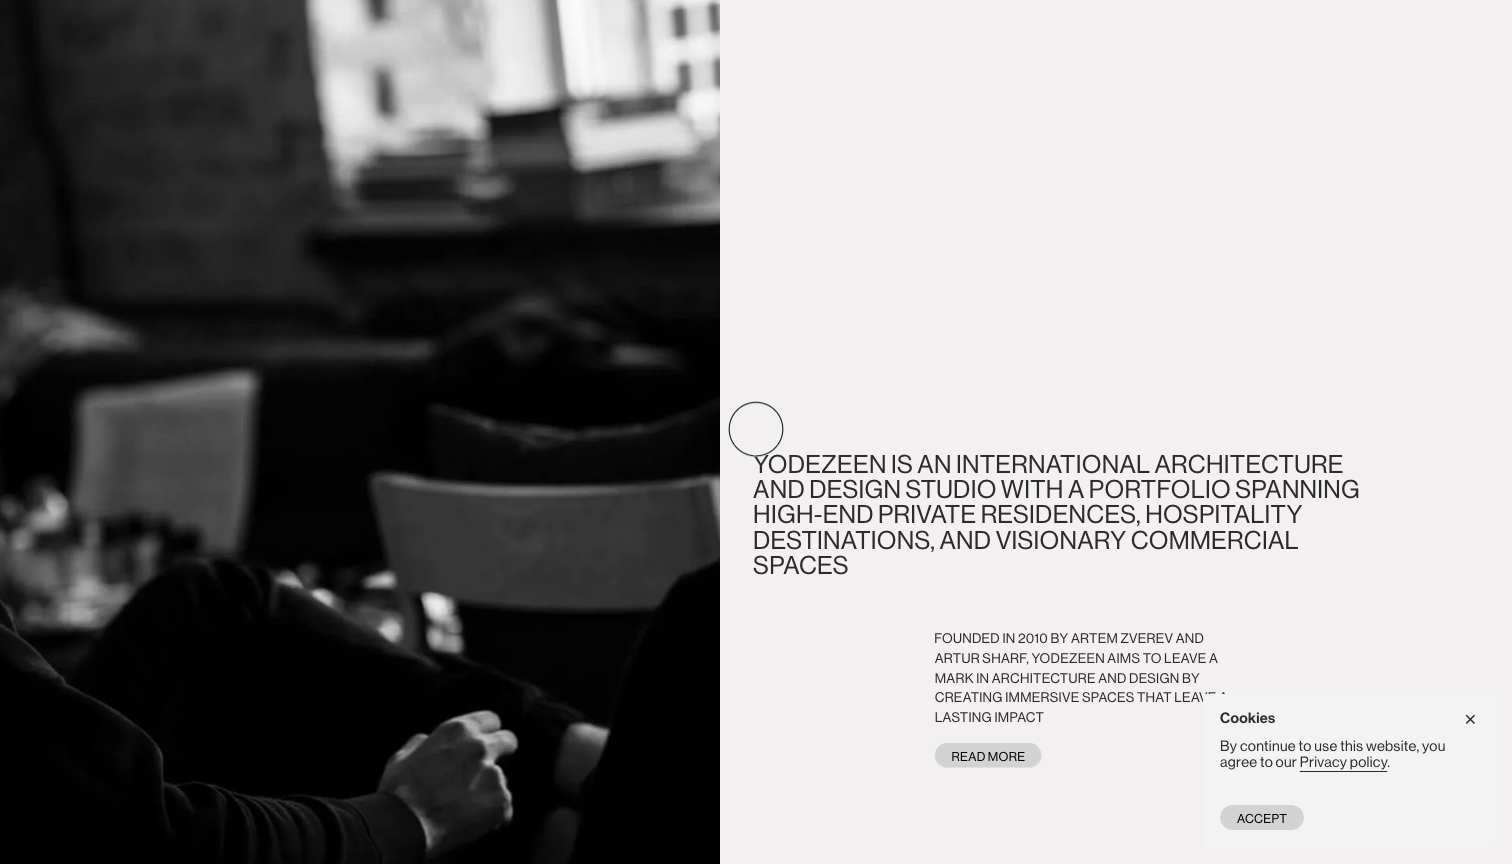 YODEZEEN IS AN INTERNATIONAL ARCHITECTURE
AND DESIGN STUDIO WITH A PORTFOLIO SPANNING
HIGH-END PRIVATE RESIDENCES, HOSPITALITY
DESTINATIONS, AND VISIONARY COMMERCIAL
SPACES
FOUNDED IN 2010 BY ARTEM ZVEREV AND
ARTUR SHARF, YODEZEEN AIMS TO LEAVE A
MARK IN ARCHITECTURE AND DESIGN BY
CREATING IMMERSIVE SPACES THAT LEAVE A
LASTING IMPACT
READ MORE
Cookies
By continue to use this website, you
agree to our Privacy policy.
ACCEPT